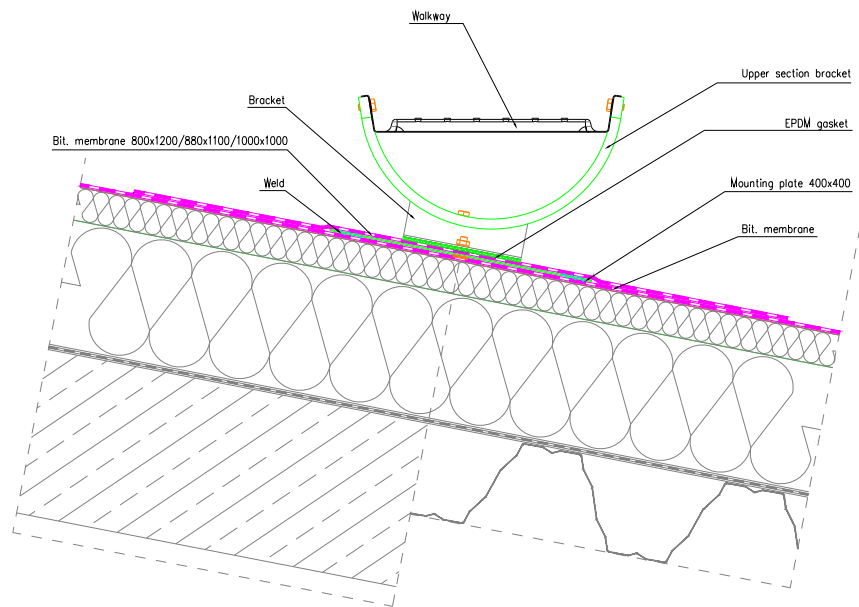 Walkway
Upper section bracket
Bracket
EPDM gasket
Bit. membrane 800x1200/880x1100/1000x1000
Weld
Mounting plate 400x400
Bit. membrane